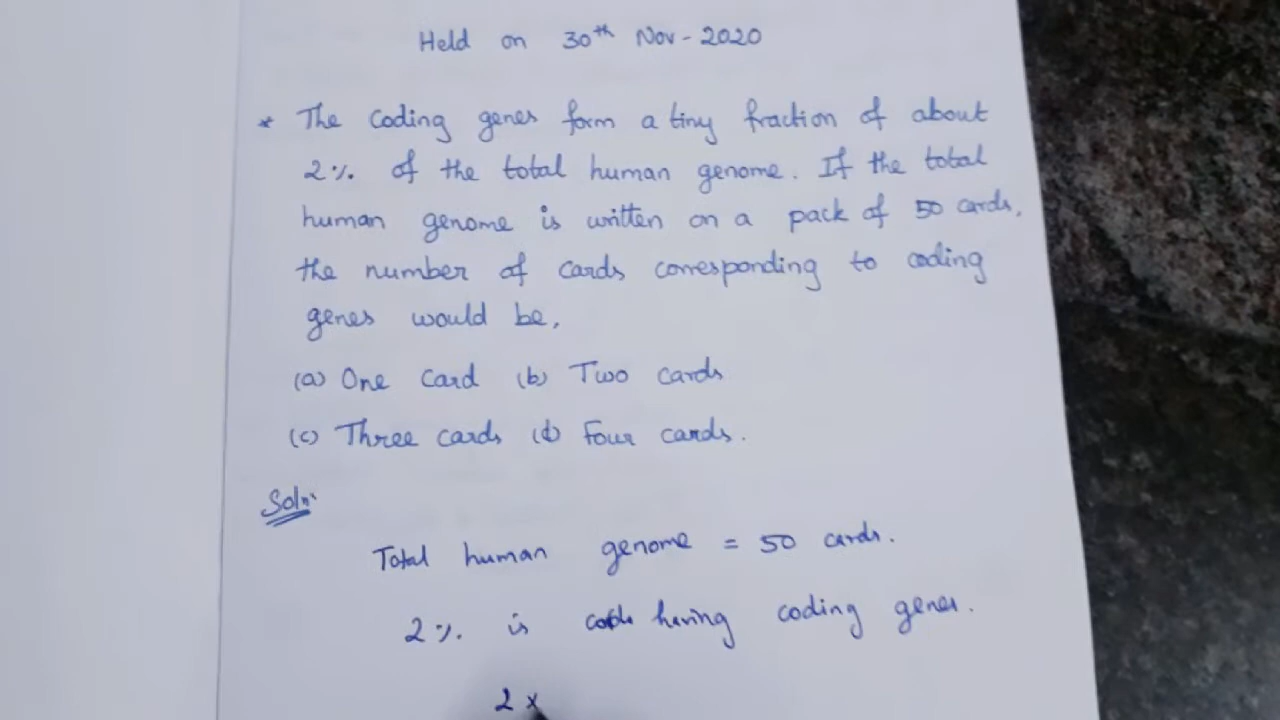 Held on 30th Nov-2020
* The coding genes form a tiny fraction of about
2%. of the total human genome. If the total
human genome is written on a pack of 50 cards,
the number of cards corresponding to coding
genes would be,
(a) One card (b) Two cards
(c) Three cards (d) Four cards.
Soln:
Total human genome = 50 cards.
2%. is having coding genes.
2 ×